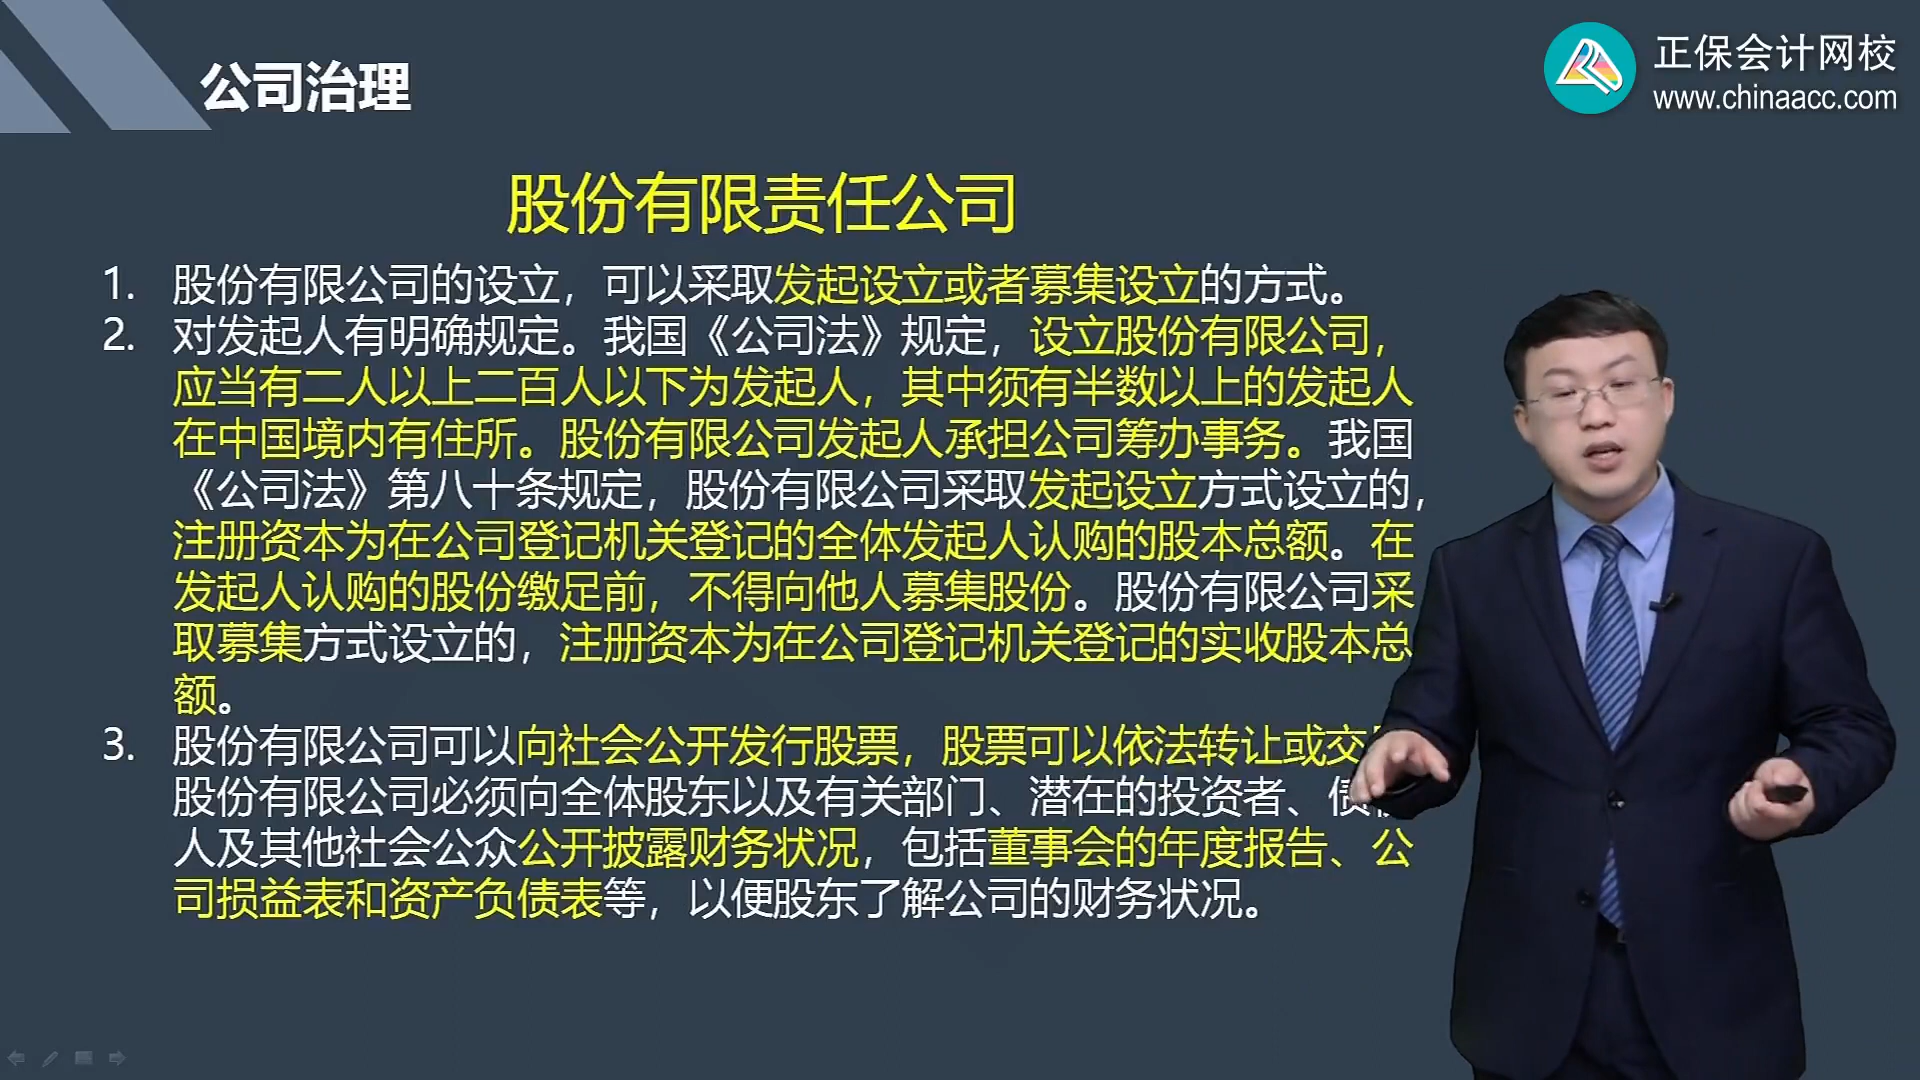 公司治理
正保会计网校
www.chinaacc.com
股份有限责任公司
1. 股份有限公司的设立，可以采取发起设立或者募集设立的方式。
2. 对发起人有明确规定。我国《公司法》规定，设立股份有限公司，
应当有二人以上二百人以下为发起人，其中须有半数以上的发起人
在中国境内有住所。股份有限公司发起人承担公司筹办事务。我国
《公司法》第八十条规定，股份有限公司采取发起设立方式设立的，
注册资本为在公司登记机关登记的全体发起人认购的股本总额。在
发起人认购的股份缴足前，不得向他人募集股份。股份有限公司采
取募集方式设立的，注册资本为在公司登记机关登记的实收股本总
额。
3. 股份有限公司可以向社会公开发行股票，股票可以依法转让或交
股份有限公司必须向全体股东以及有关部门、潜在的投资者、债
人及其他社会公众公开披露财务状况，包括董事会的年度报告、公
司损益表和资产负债表等，以便股东了解公司的财务状况。